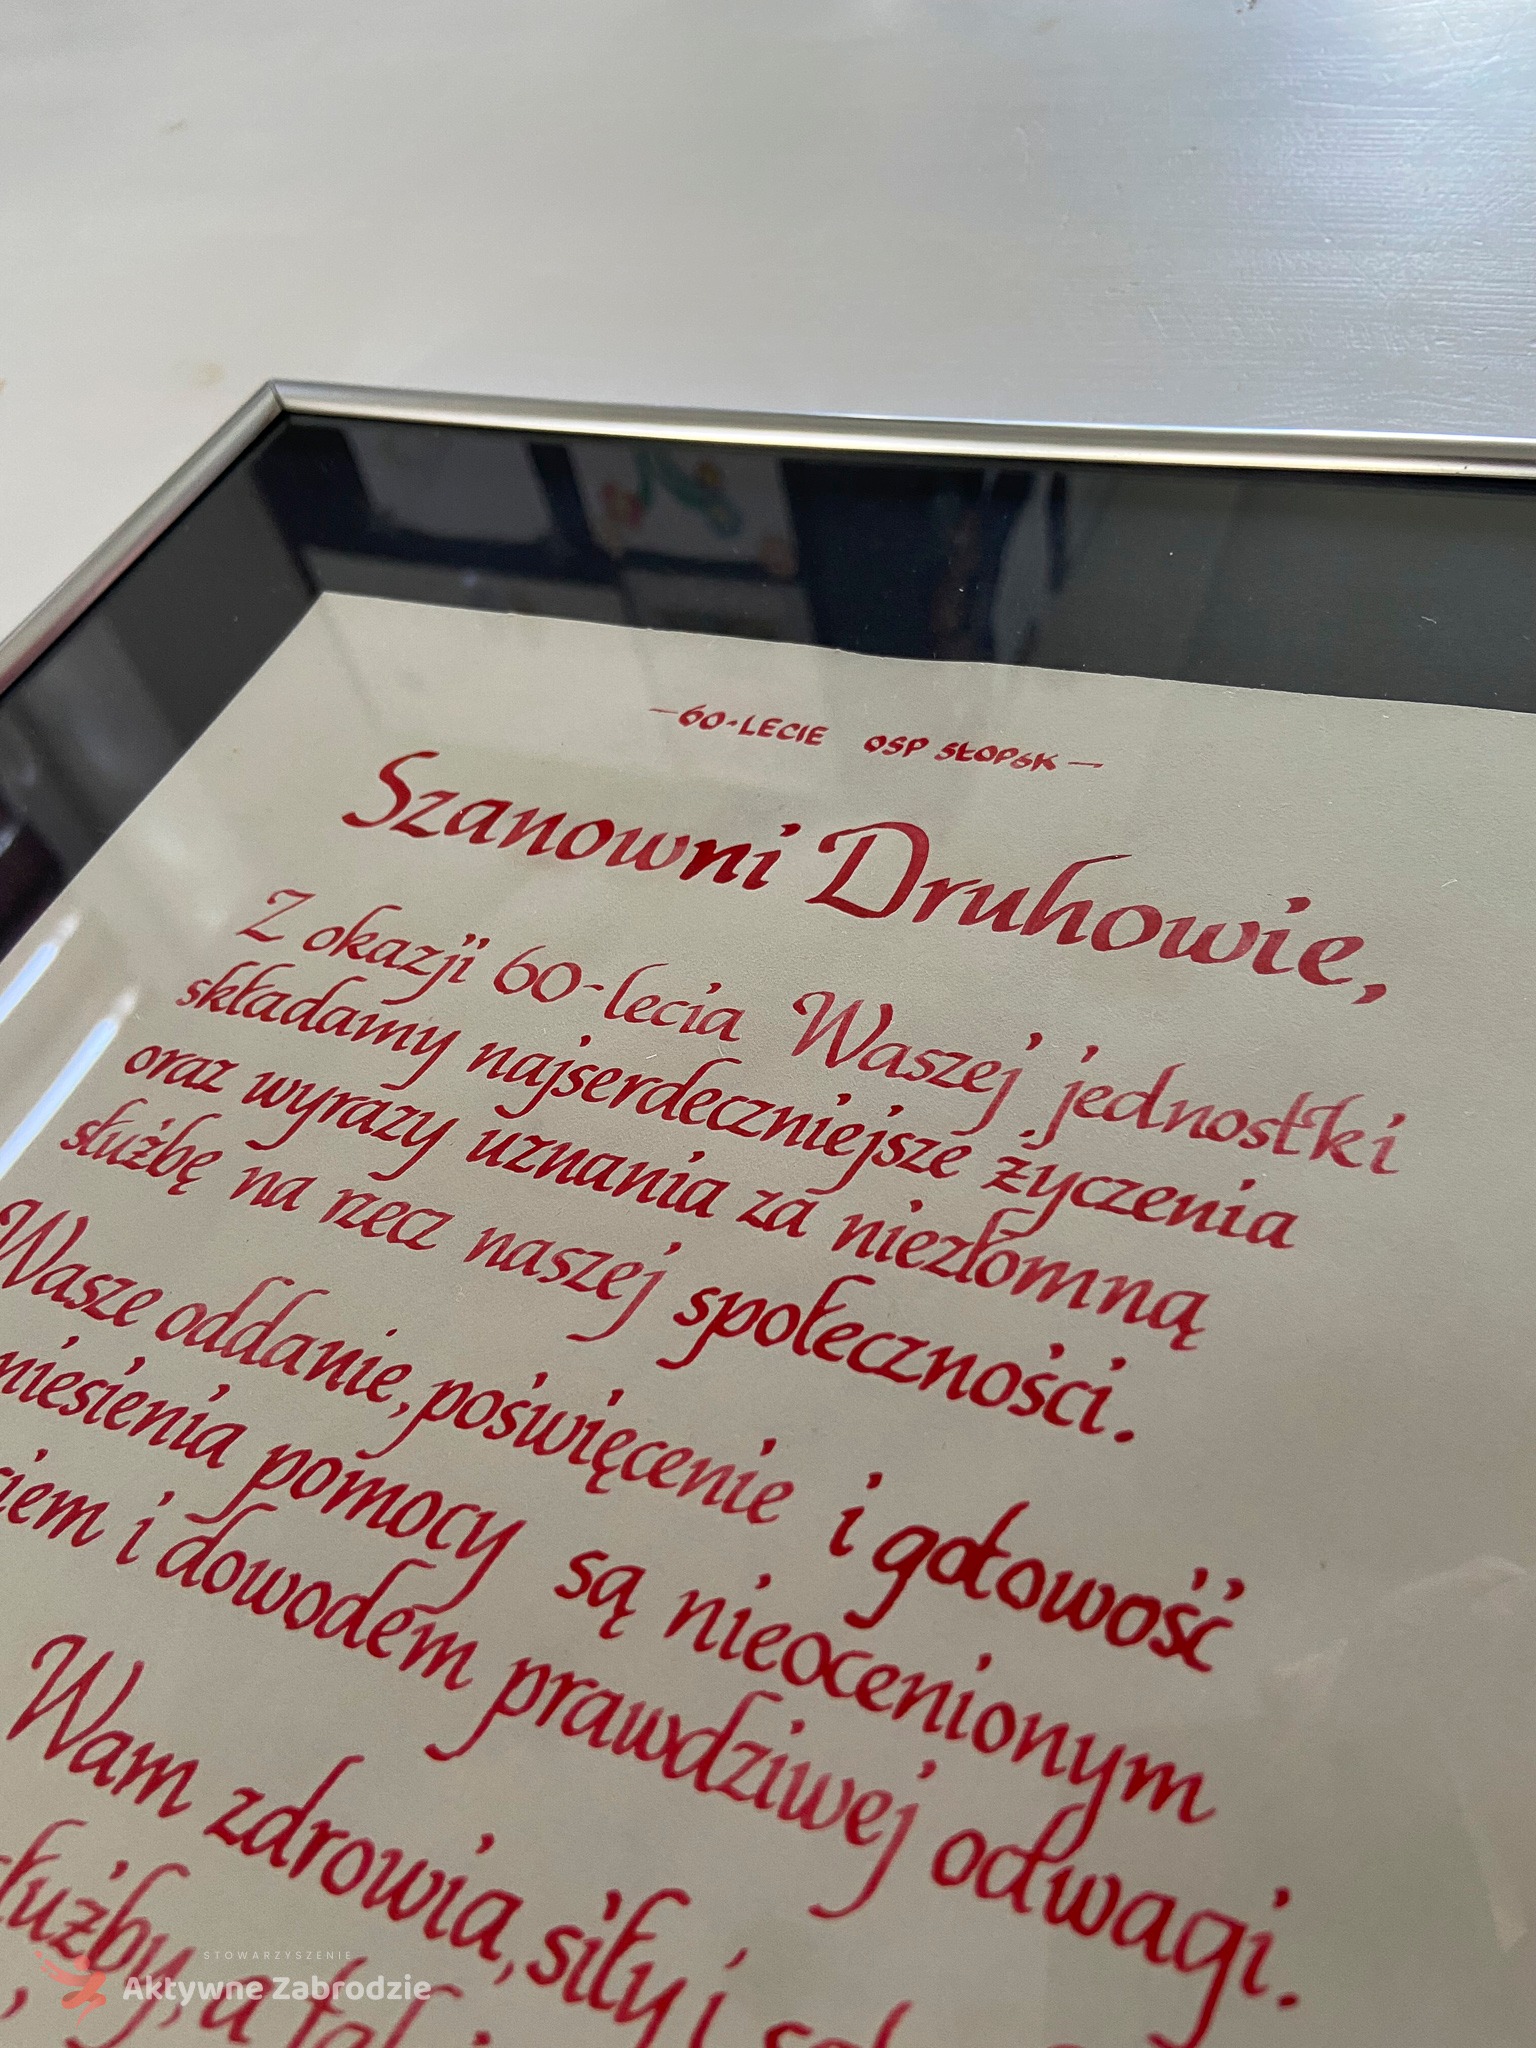 — 60-LECIE OSP SŁOPSK —
Szanowni Druhowie,
Z okazji 60-lecia Waszej jednostki
składamy najserdeczniejsze życzenia
oraz wyrazy uznania za niezłomną
służbę na rzecz naszej społeczności.
Wasze oddanie, poświęcenie i gotowość
niesienia pomocy są nieocenionym
i dowodem prawdziwej odwagi.
Wam zdrowia, siły i
służby, a
STOWARZYSZENIE
Aktywne Zabrodzie